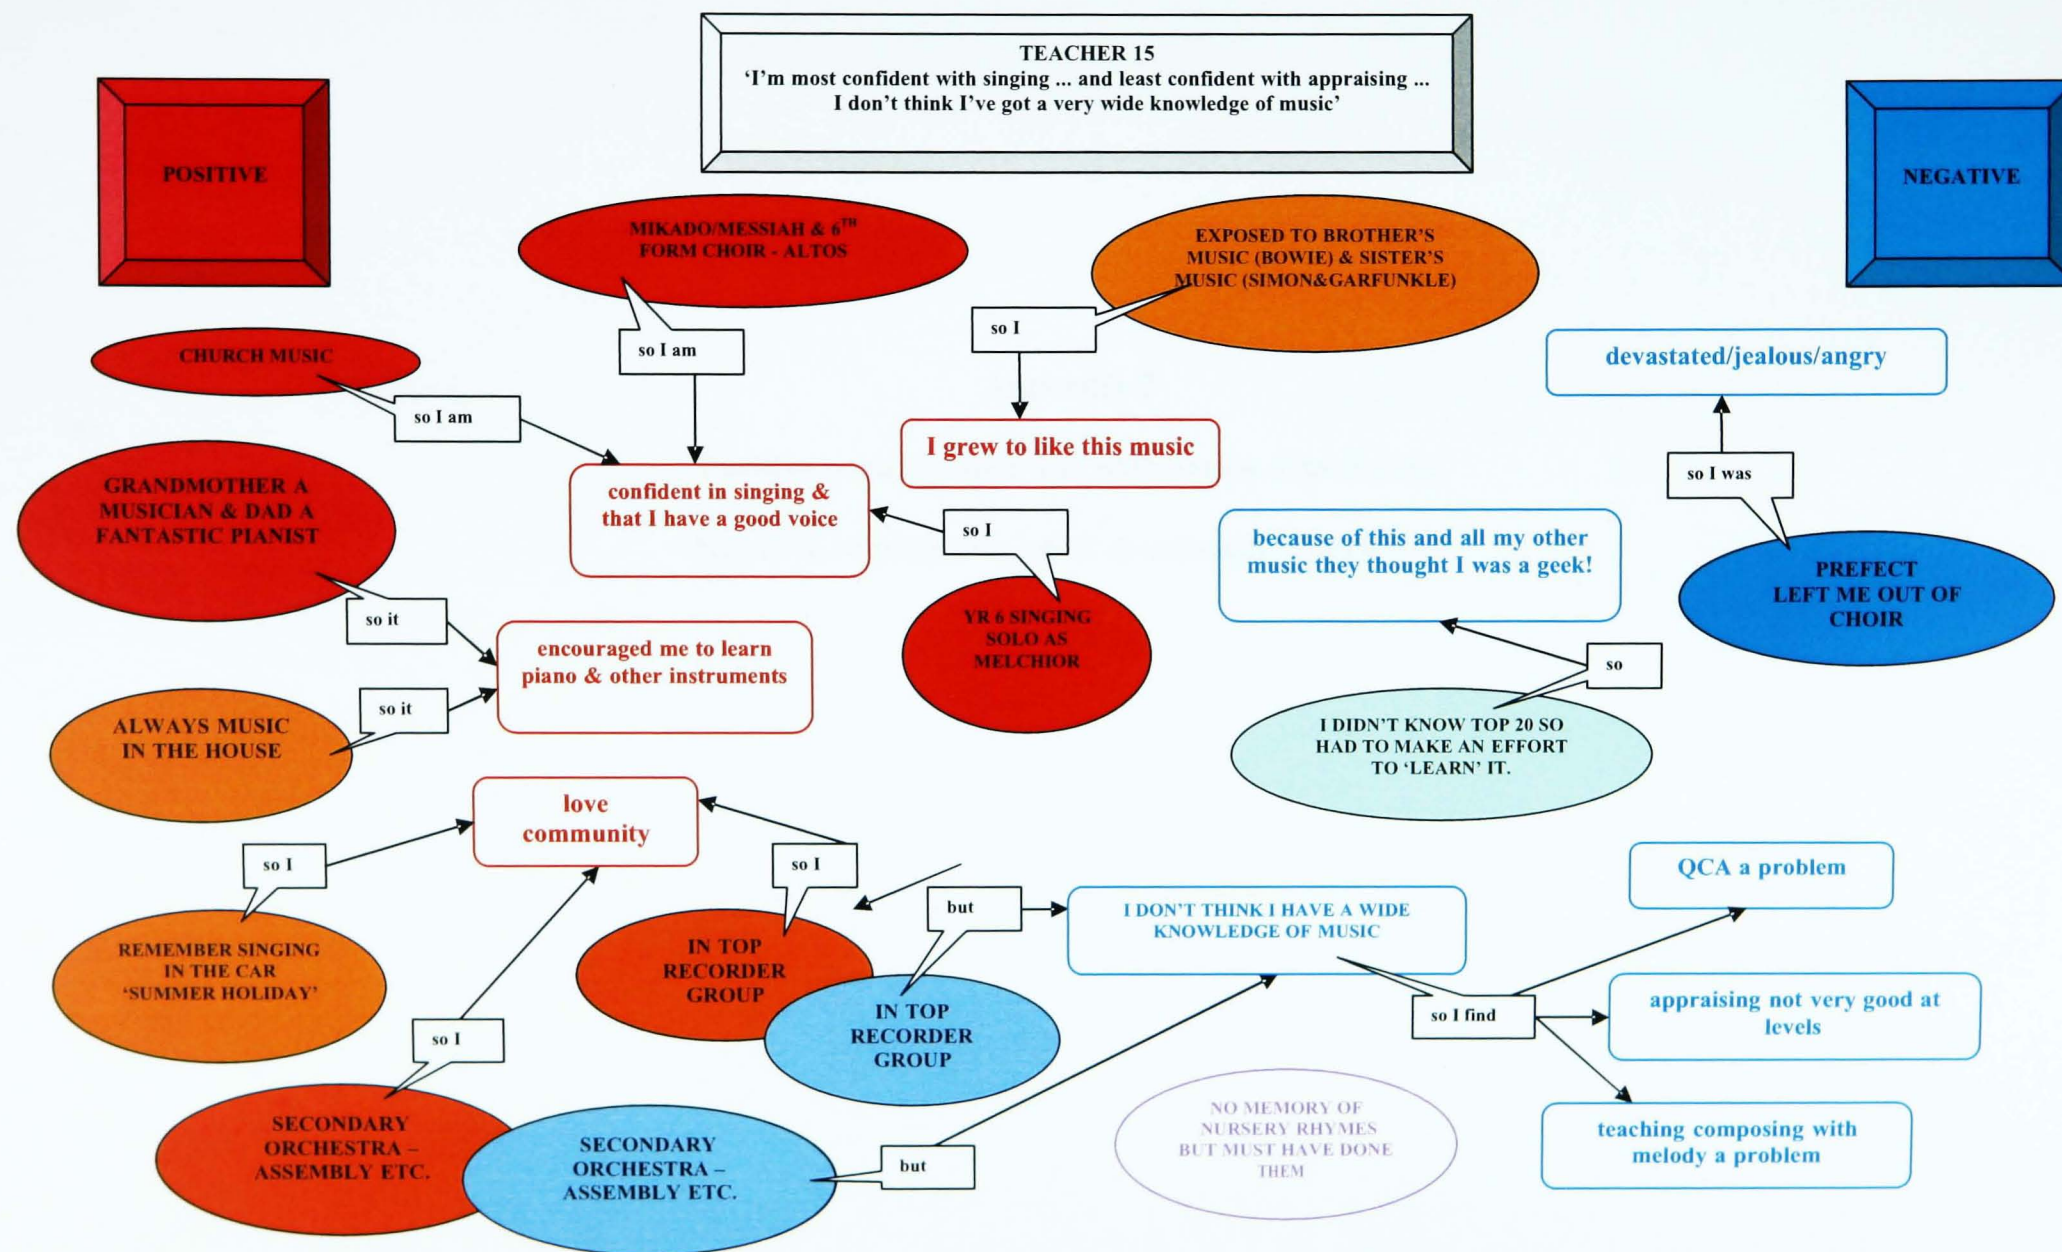 TEACHER 15
‘I’m most confident with singing ... and least confident with appraising ...
I don’t think I’ve got a very wide knowledge of music’
POSITIVE
NEGATIVE
MIKADO/MESSIAH & 6TH
FORM CHOIR - ALTOS
EXPOSED TO BROTHER’S
MUSIC (BOWIE) & SISTER’S
MUSIC (SIMON&GARFUNKLE)
so I
so I am
CHURCH MUSIC
so I am
devastated/jealous/angry
I grew to like this music
so I was
GRANDMOTHER A
MUSICIAN & DAD A
FANTASTIC PIANIST
confident in singing &
that I have a good voice
so I
because of this and all my other
music they thought I was a geek!
PREFECT
LEFT ME OUT OF
CHOIR
so it
YR 6 SINGING
SOLO AS
MELCHIOR
encouraged me to learn
piano & other instruments
so
so it
ALWAYS MUSIC
IN THE HOUSE
I DIDN’T KNOW TOP 20 SO
HAD TO MAKE AN EFFORT
TO ‘LEARN’ IT.
love
community
so I
so I
QCA a problem
but
I DON’T THINK I HAVE A WIDE
KNOWLEDGE OF MUSIC
REMEMBER SINGING
IN THE CAR
‘SUMMER HOLIDAY’
IN TOP
RECORDER
GROUP
IN TOP
RECORDER
GROUP
so I find
appraising not very good at
levels
so I
SECONDARY
ORCHESTRA –
ASSEMBLY ETC.
SECONDARY
ORCHESTRA –
ASSEMBLY ETC.
but
NO MEMORY OF
NURSERY RHYMES
BUT MUST HAVE DONE
THEM
teaching composing with
melody a problem